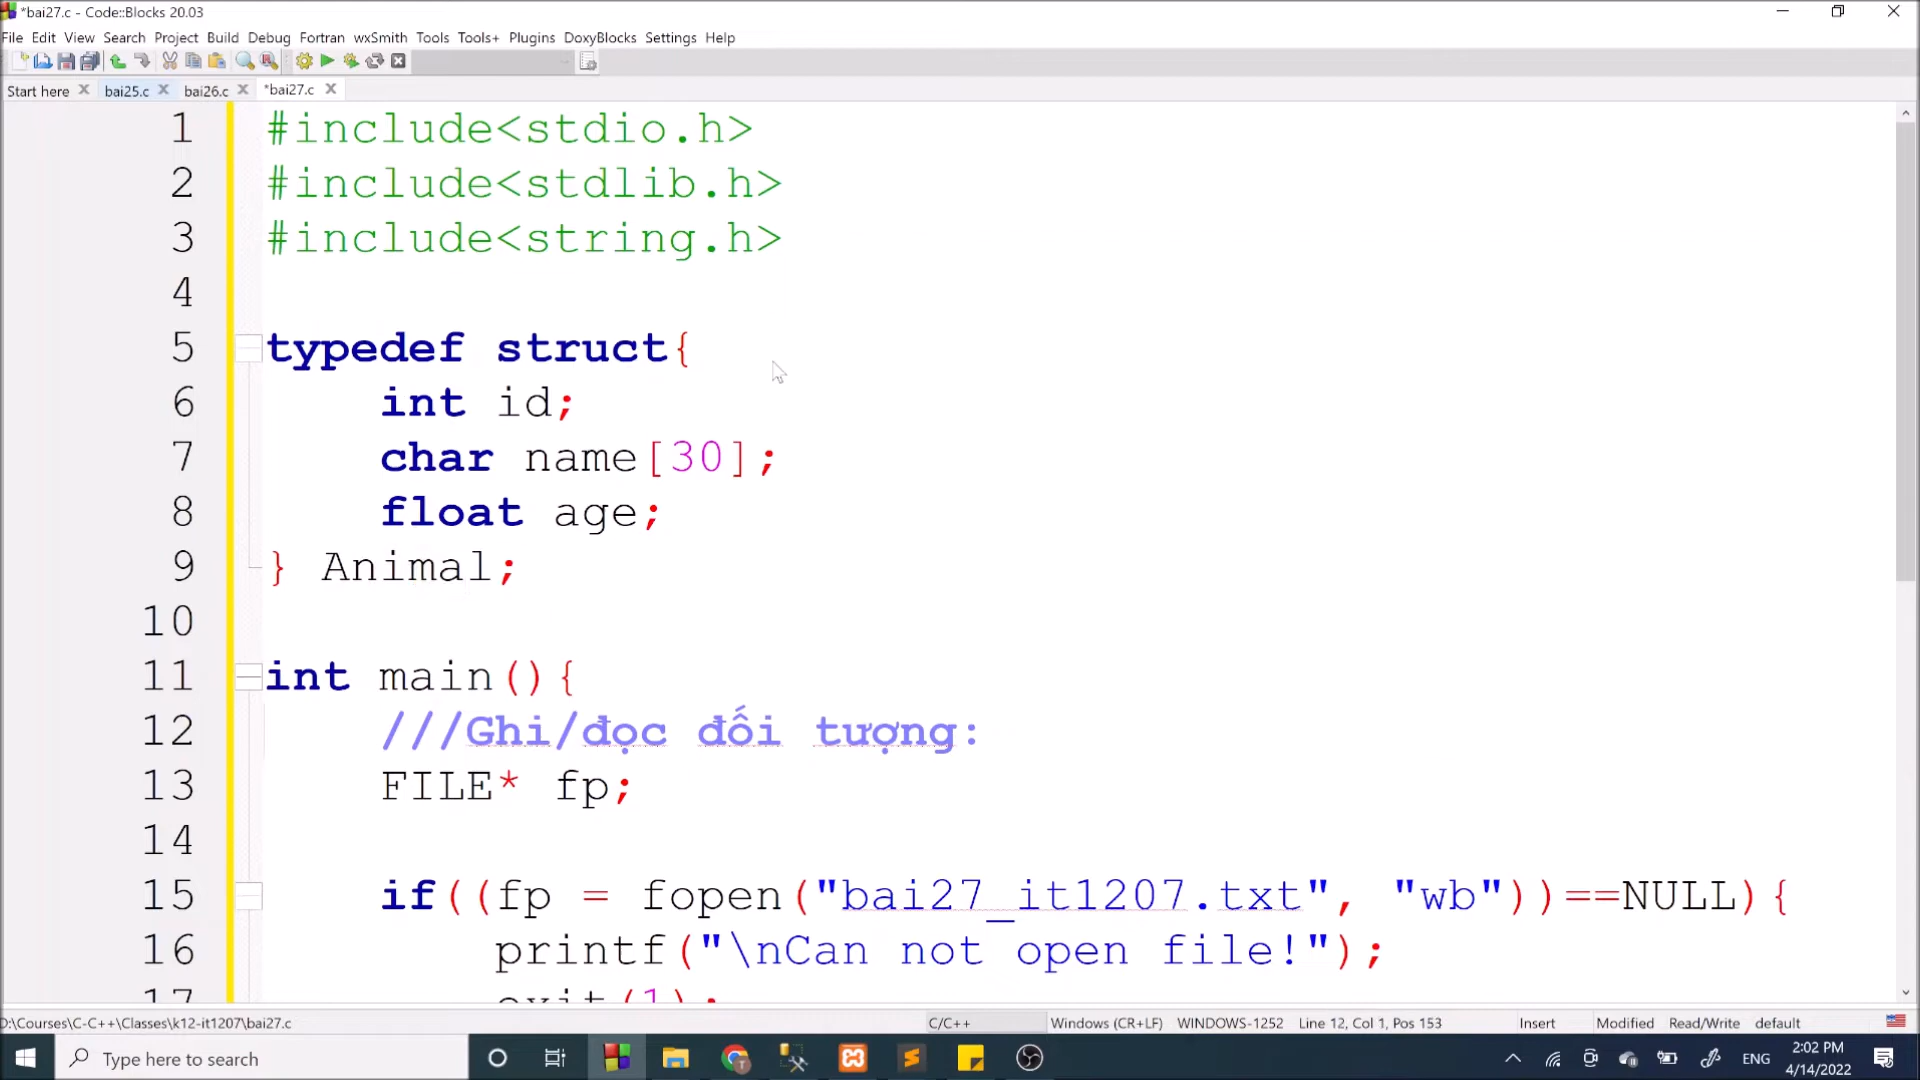 *bai27.c - Code::Blocks 20.03
File Edit View Search Project Build Debug Fortran wxSmith Tools Tools+ Plugins DoxyBlocks Settings Help
Start here bai25.c bai26.c *bai27.c
1 #include<stdio.h>
2 #include<stdlib.h>
3 #include<string.h>
4
5 typedef struct{
6 int id;
7 char name[30];
8 float age;
9 } Animal;
10
11 int main(){
12 ///Ghi/đọc đối tượng:
13 FILE* fp;
14
15 if((fp = fopen("bai27_it1207.txt", "wb"))==NULL){
16 printf("\nCan not open file!");
17 exit(1);
D:\Courses\C-C++\Classes\k12-it1207\bai27.c C/C++ Windows (CR+LF) WINDOWS-1252 Line 12, Col 1, Pos 153 Insert Modified Read/Write default
Type here to search ENG 2:02 PM
4/14/2022